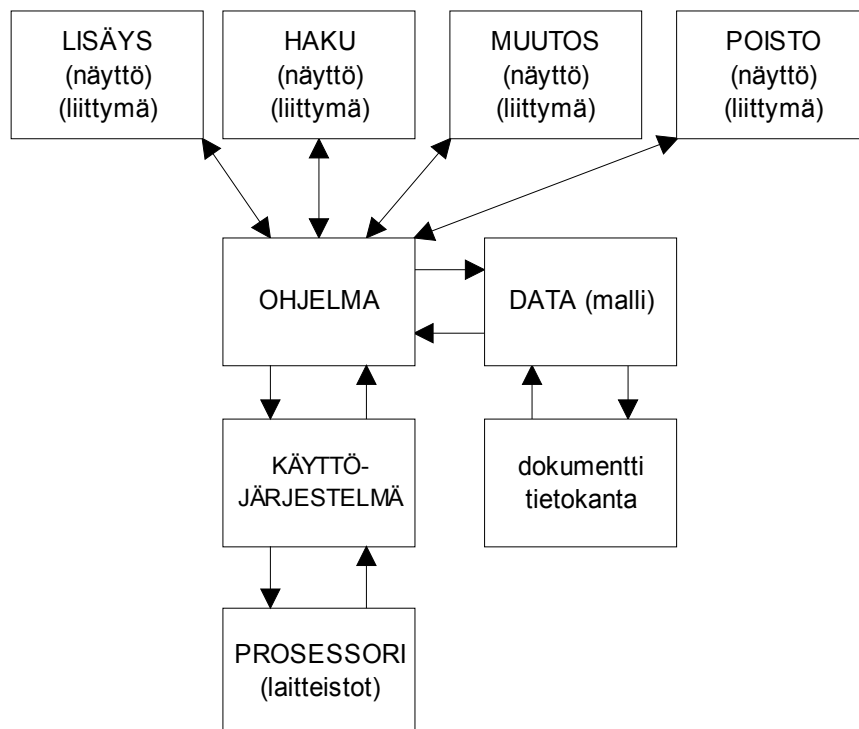 LISÄYS
(näyttö)
(liittymä)
HAKU
(näyttö)
(liittymä)
MUUTOS
(näyttö)
(liittymä)
POISTO
(näyttö)
(liittymä)
OHJELMA
DATA (malli)
KÄYTTÖ-
JÄRJESTELMÄ
dokumentti
tietokanta
PROSESSORI
(laitteistot)